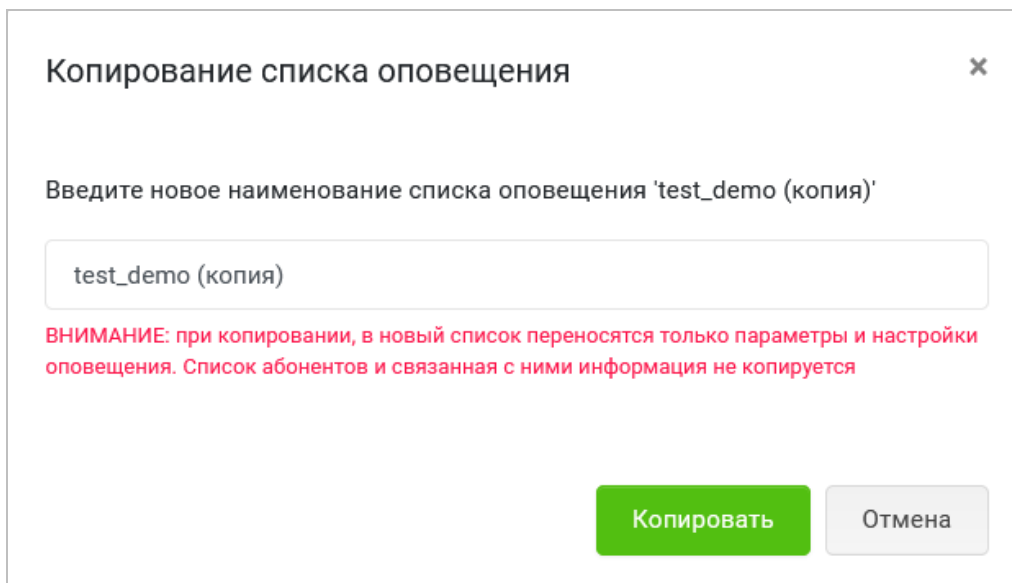 Копирование списка оповещения
×
Введите новое наименование списка оповещения 'test_demo (копия)'
test_demo (копия)
ВНИМАНИЕ: при копировании, в новый список переносятся только параметры и настройки
оповещения. Список абонентов и связанная с ними информация не копируется
Копировать
Отмена